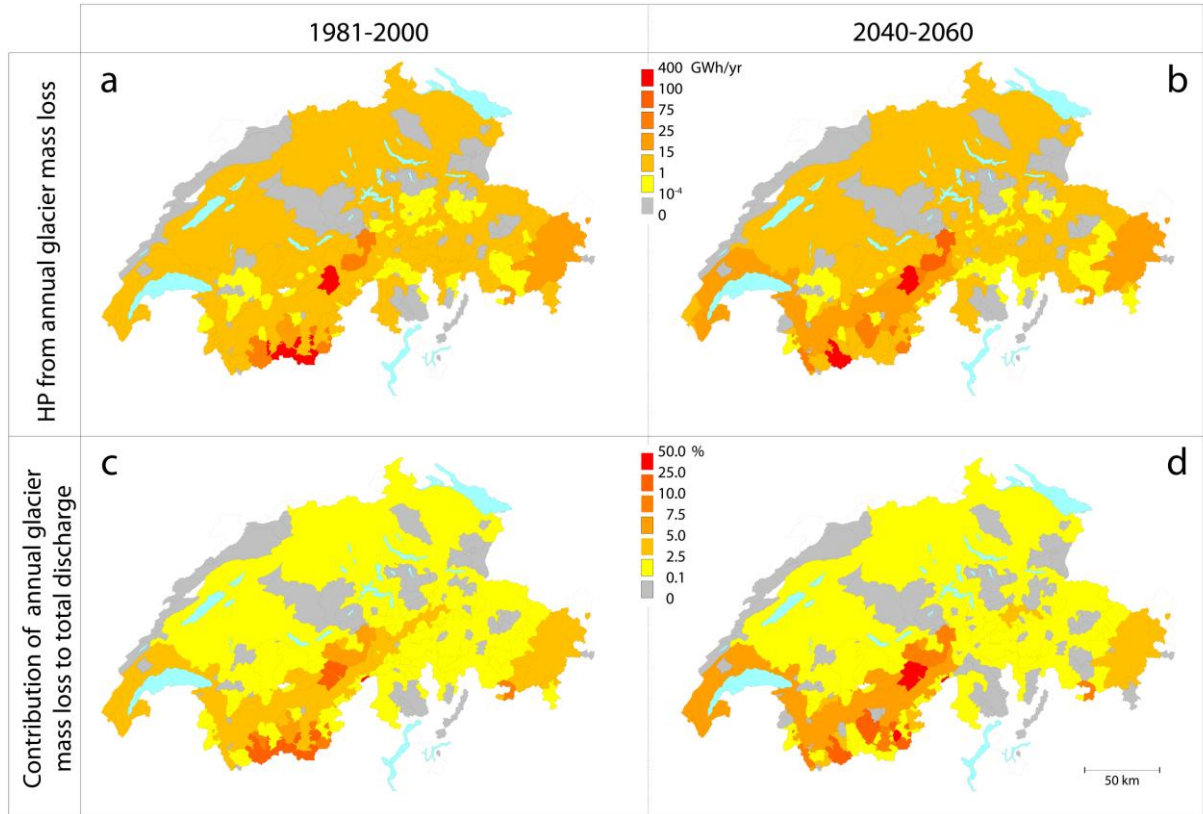 1981-2000
2040-2060
HP from annual glacier mass loss
a
400 GWh/yr
100
75
25
15
1
10⁻⁴
0
b
Contribution of annual glacier
mass loss to total discharge
c
50.0 %
25.0
10.0
7.5
5.0
2.5
0.1
0
d
50 km